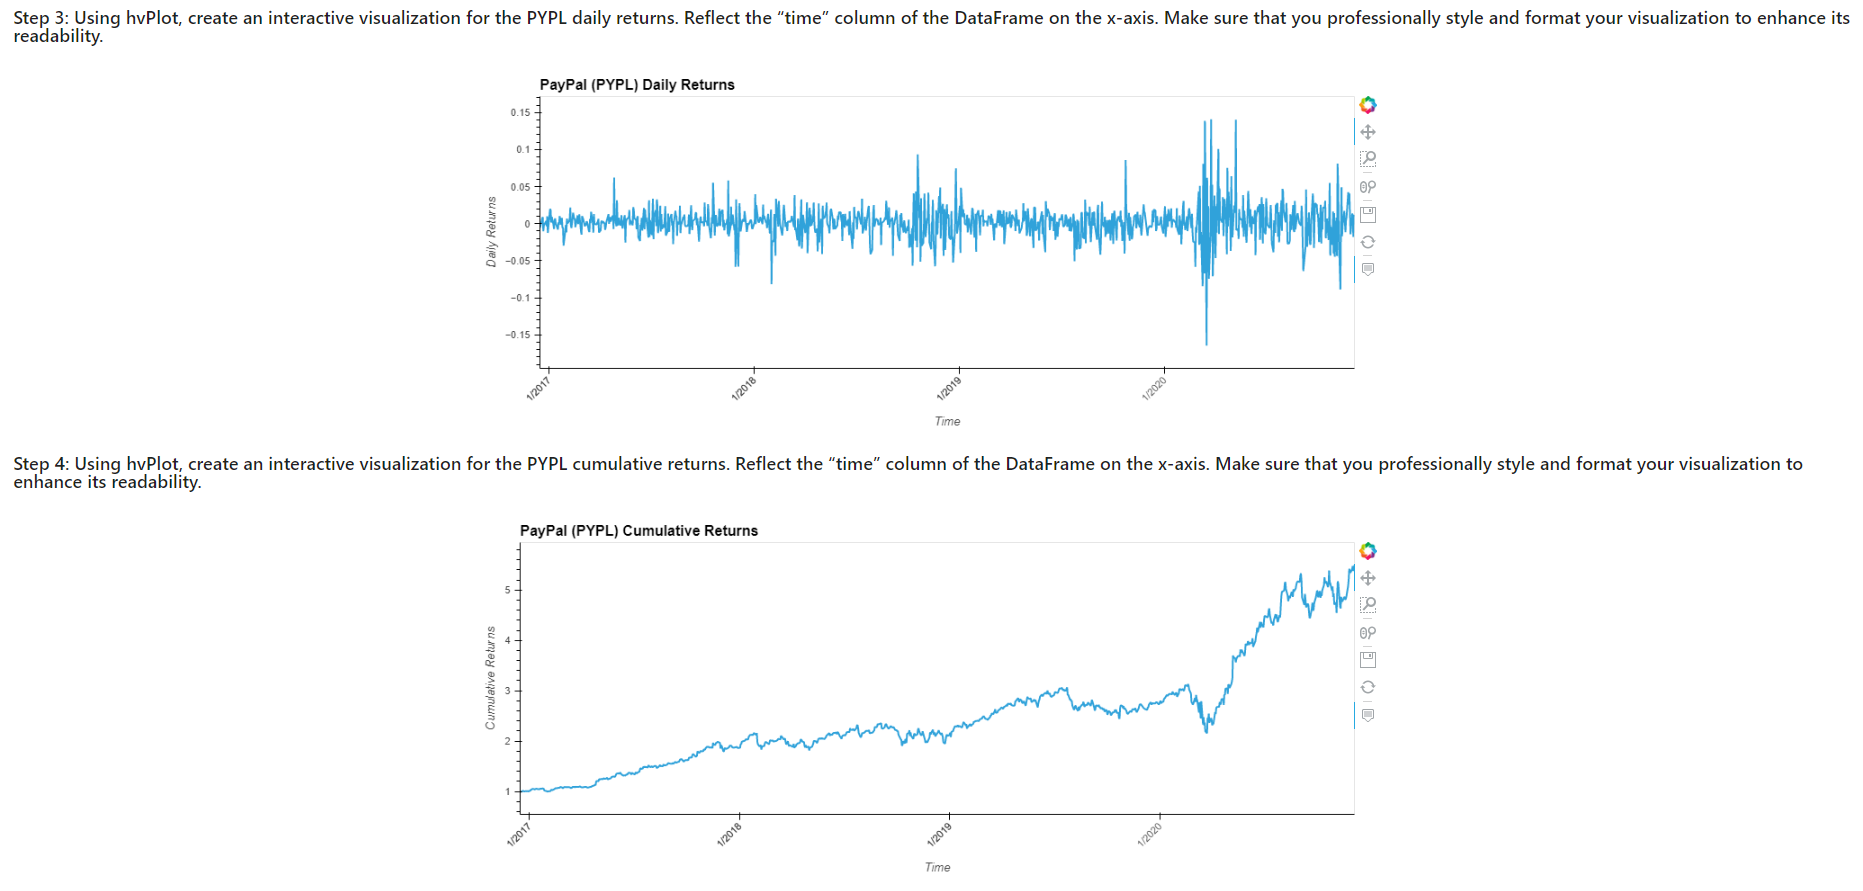 Step 3: Using hvPlot, create an interactive visualization for the PYPL daily returns. Reflect the “time” column of the DataFrame on the x-axis. Make sure that you professionally style and format your visualization to enhance its
readability.
PayPal (PYPL) Daily Returns
0.15
0.1
0.05
0
−0.05
−0.1
−0.15
Daily Returns
1/2017
1/2018
1/2019
1/2020
Time
Step 4: Using hvPlot, create an interactive visualization for the PYPL cumulative returns. Reflect the “time” column of the DataFrame on the x-axis. Make sure that you professionally style and format your visualization to
enhance its readability.
PayPal (PYPL) Cumulative Returns
5
4
3
2
1
Cumulative Returns
1/2017
1/2018
1/2019
1/2020
Time